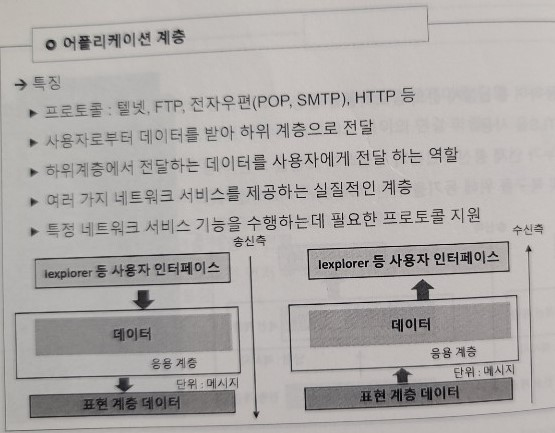 어플리케이션 계층
→ 특징
▶ 프로토콜 : 텔넷, FTP, 전자우편(POP, SMTP), HTTP 등
▶ 사용자로부터 데이터를 받아 하위 계층으로 전달
▶ 하위계층에서 전달하는 데이터를 사용자에게 전달 하는 역할
▶ 여러 가지 네트워크 서비스를 제공하는 실질적인 계층
▶ 특정 네트워크 서비스 기능을 수행하는데 필요한 프로토콜 지원
송신측
Iexplorer 등 사용자 인터페이스
데이터
응용 계층
단위 : 메시지
표현 계층 데이터
수신측
Iexplorer 등 사용자 인터페이스
데이터
응용 계층
단위 : 메시지
표현 계층 데이터